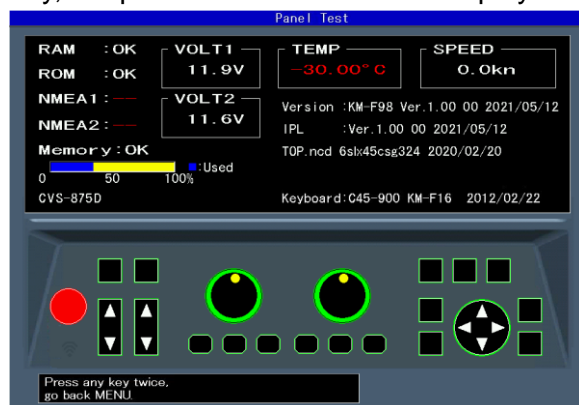 Panel Test
RAM :OK
ROM :OK
NMEA1:--
NMEA2:--
Memory:OK
:Used
0 50 100%
CVS-875D
VOLT1
11.9V
VOLT2
11.6V
TEMP
-30.00°C
SPEED
0.0kn
Version :KM-F98 Ver.1.00 00 2021/05/12
IPL :Ver.1.00 00 2021/05/12
TOP.ncd 6slx45csg324 2020/02/20
Keyboard:C45-900 KM-F16 2012/02/22
Press any key twice,
go back MENU.